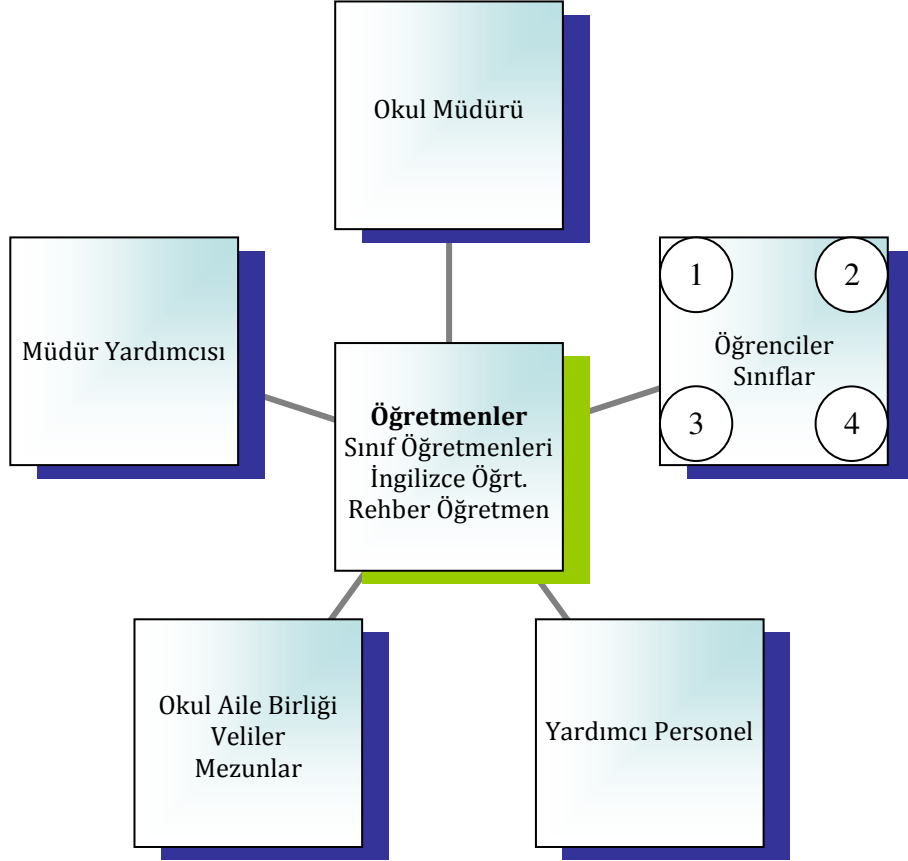 Okul Müdürü
Müdür Yardımcısı
1
2
Öğrenciler
Sınıflar
3
4
Öğretmenler
Sınıf Öğretmenleri
İngilizce Öğrt.
Rehber Öğretmen
Okul Aile Birliği
Veliler
Mezunlar
Yardımcı Personel